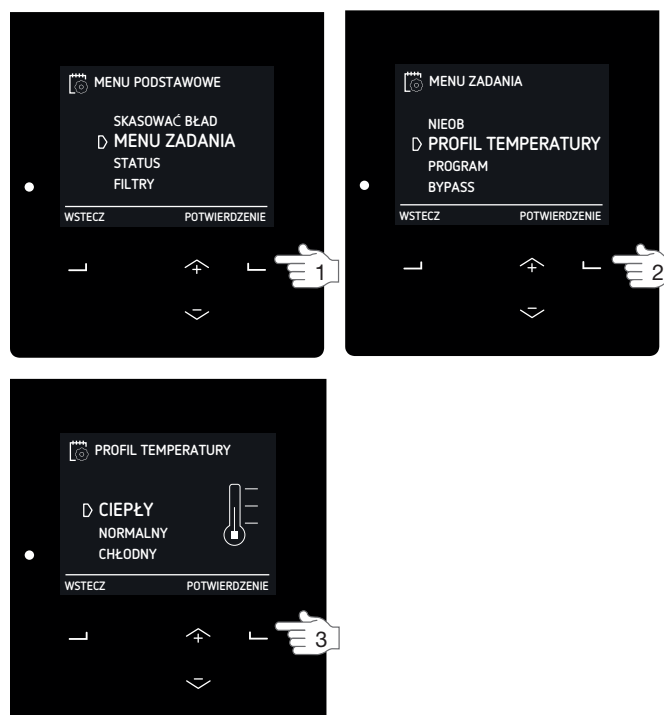 MENU PODSTAWOWE
SKASOWAĆ BŁAD
MENU ZADANIA
STATUS
FILTRY
WSTECZ POTWIERDZENIE
1
MENU ZADANIA
NIEOB
PROFIL TEMPERATURY
PROGRAM
BYPASS
WSTECZ POTWIERDZENIE
2
PROFIL TEMPERATURY
CIEPŁY
NORMALNY
CHŁODNY
WSTECZ POTWIERDZENIE
3